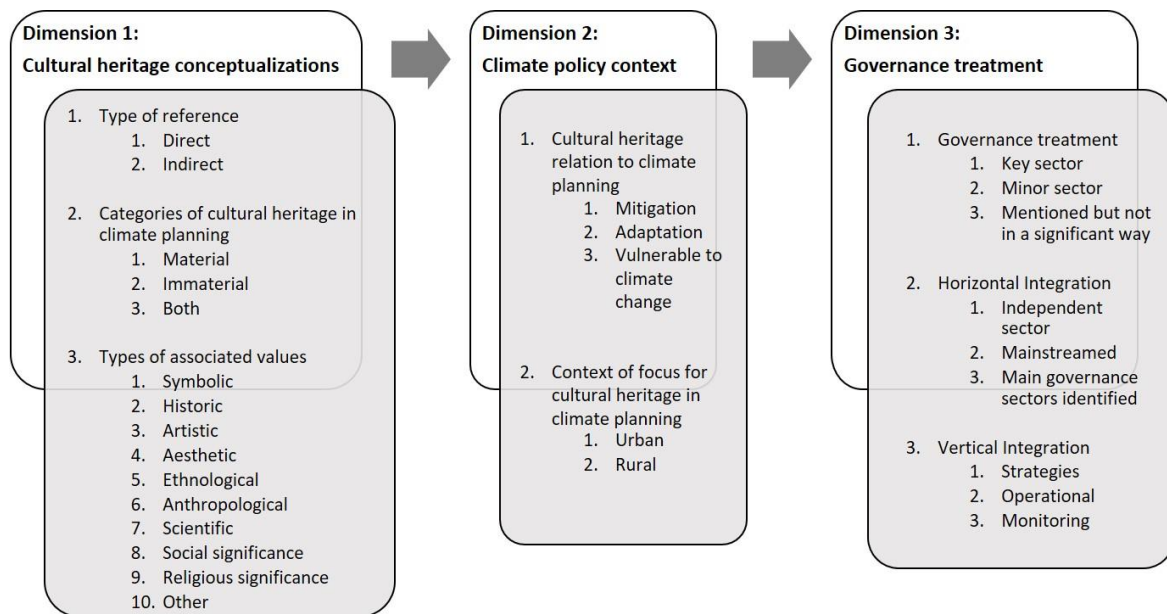 Dimension 1:
Cultural heritage conceptualizations
1. Type of reference
1. Direct
2. Indirect
2. Categories of cultural heritage in
climate planning
1. Material
2. Immaterial
3. Both
3. Types of associated values
1. Symbolic
2. Historic
3. Artistic
4. Aesthetic
5. Ethnological
6. Anthropological
7. Scientific
8. Social significance
9. Religious significance
10. Other
Dimension 2:
Climate policy context
1. Cultural heritage
relation to climate
planning
1. Mitigation
2. Adaptation
3. Vulnerable to
climate
change
2. Context of focus for
cultural heritage in
climate planning
1. Urban
2. Rural
Dimension 3:
Governance treatment
1. Governance treatment
1. Key sector
2. Minor sector
3. Mentioned but not
in a significant way
2. Horizontal Integration
1. Independent
sector
2. Mainstreamed
3. Main governance
sectors identified
3. Vertical Integration
1. Strategies
2. Operational
3. Monitoring